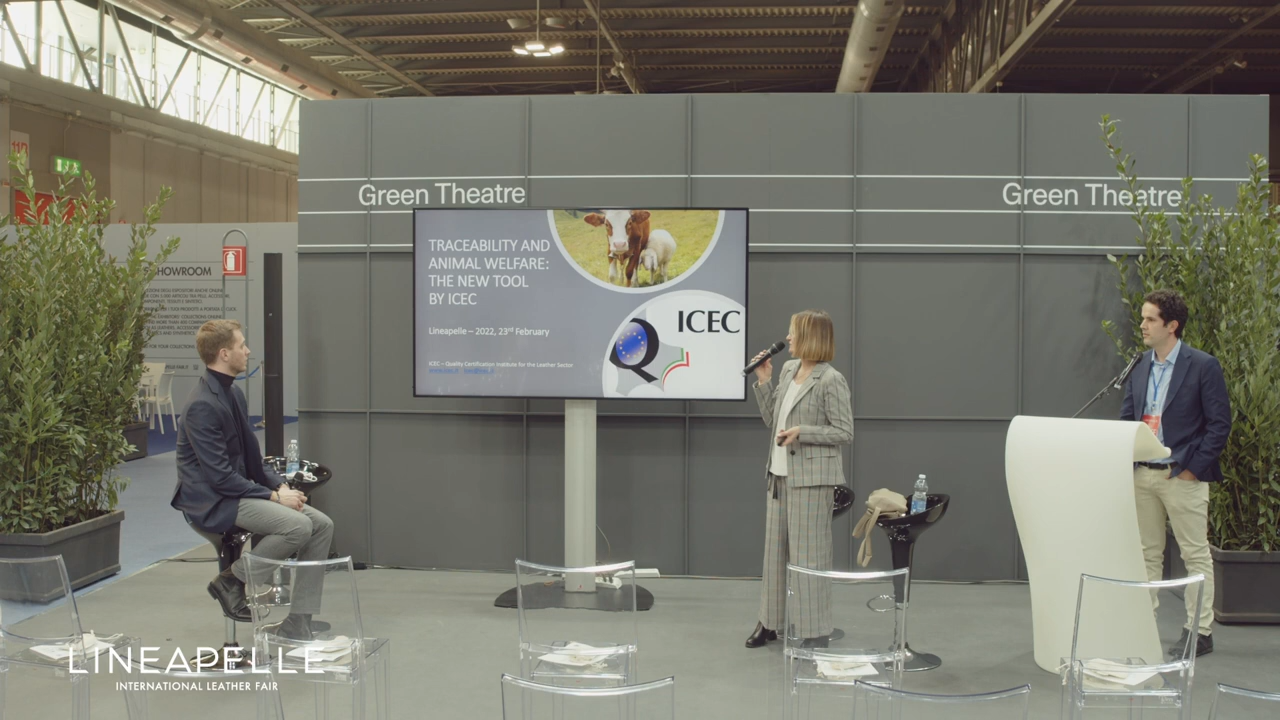 110
Green Theatre
Green Theatre
TRACEABILITY AND
ANIMAL WELFARE:
THE NEW TOOL
BY ICEC
Lineapelle – 2022, 23rd February
ICEC – Quality Certification Institute for the Leather Sector
ICEC
SHOWROOM
LINEAPELLE
INTERNATIONAL LEATHER FAIR